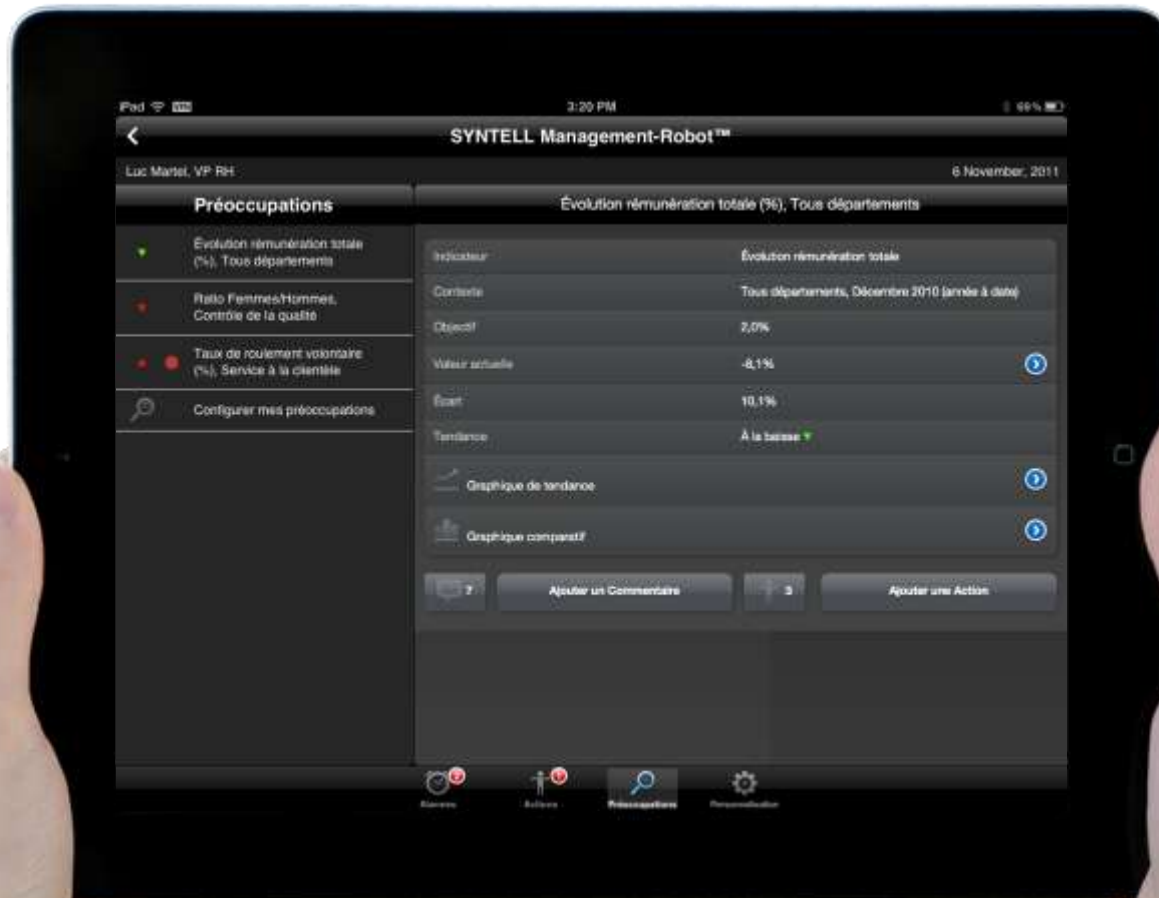 iPad
3:20 PM
69%
SYNTELL Management-Robot™
Luc Martel, VP RH
6 November, 2011
Préoccupations
Évolution rémunération totale (%), Tous départements
Évolution rémunération totale
(%), Tous départements
Ratio Femmes/Hommes,
Contrôle de la qualité
Taux de roulement volontaire
(%), Service à la clientèle
Configurer mes préoccupations
Indicateur
Évolution rémunération totale
Contexte
Tous départements, Décembre 2010 (année à date)
Objectif
2,0%
Valeur actuelle
-8,1%
Écart
10,1%
Tendance
À la baisse
Graphique de tendance
Graphique comparatif
Ajouter un Commentaire
3
Ajouter une Action
Alarmes
Actions
Préoccupations
Personnalisation